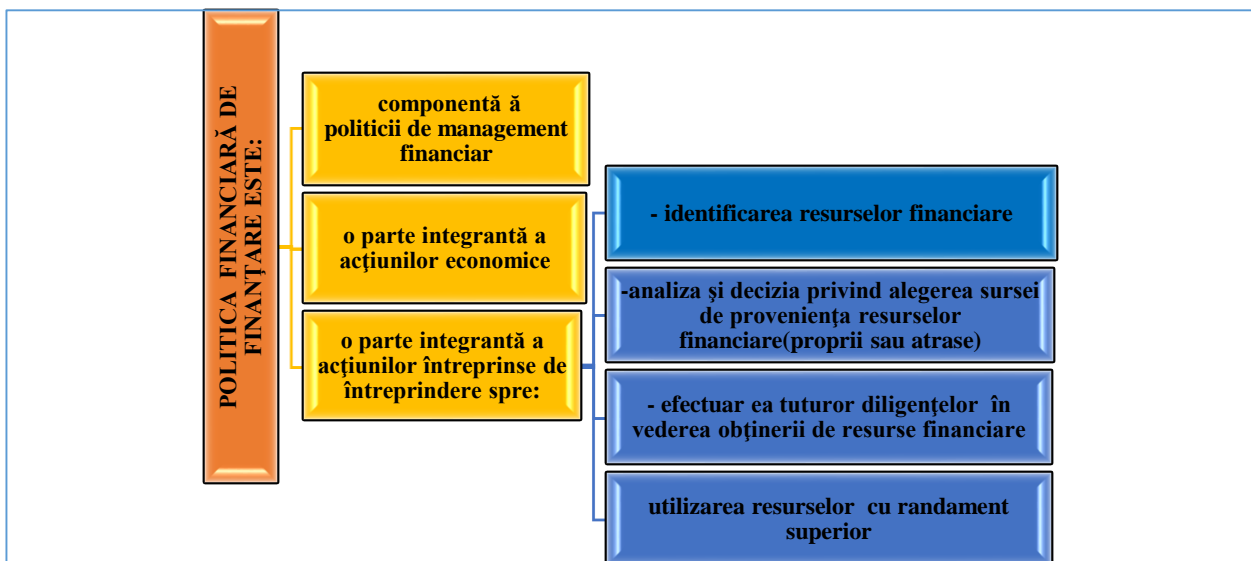 POLITICA FINANCIARĂ DE
FINANȚARE ESTE:
componentă ă
politicii de management
financiar
o parte integrantă a
acţiunilor economice
o parte integrantă a
acţiunilor întreprinse de
întreprindere spre:
- identificarea resurselor financiare
-analiza şi decizia privind alegerea sursei
de provenienţa resurselor
financiare(proprii sau atrase)
- efectuar ea tuturor diligenţelor în
vederea obţinerii de resurse financiare
utilizarea resurselor cu randament
superior